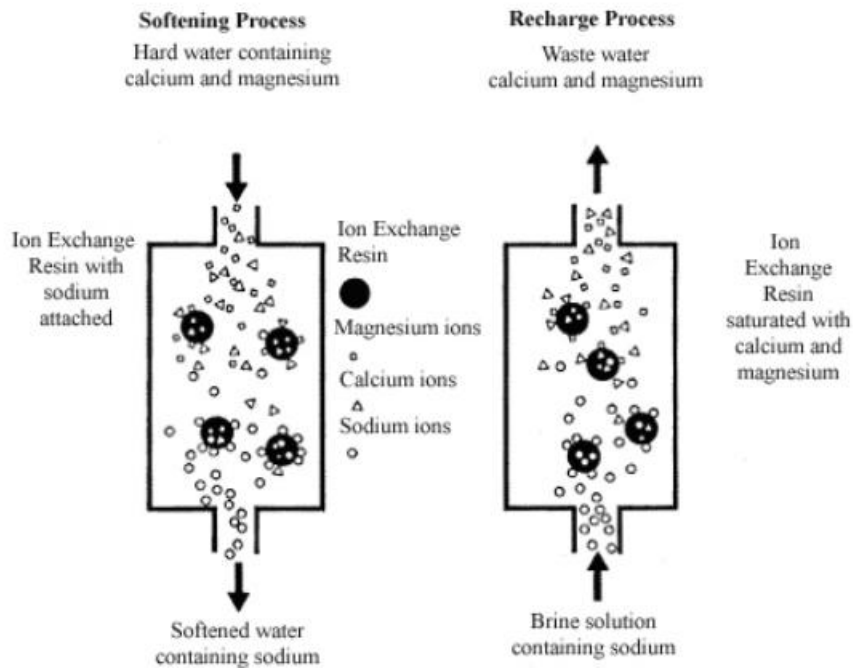 Softening Process
Hard water containing
calcium and magnesium
Recharge Process
Waste water
calcium and magnesium
Ion Exchange
Resin with
sodium
attached
Ion Exchange
Resin
Magnesium ions
Calcium ions
Sodium ions
Ion
Exchange
Resin
saturated with
calcium and
magnesium
Softened water
containing sodium
Brine solution
containing sodium